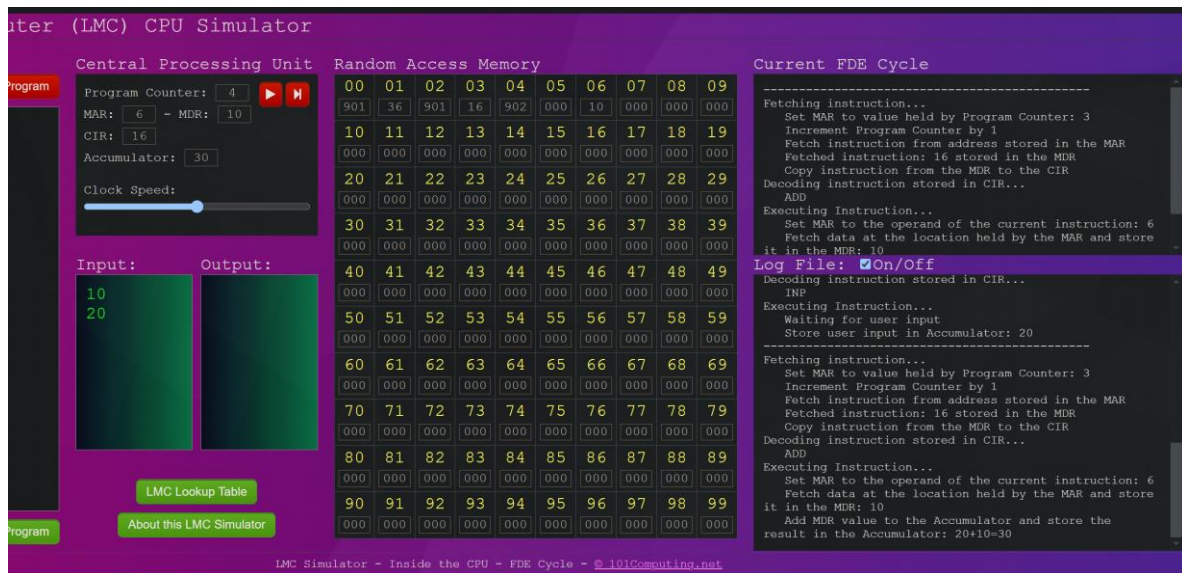 uter (LMC) CPU Simulator
Program
Central Processing Unit
Program Counter: 4
MAR: 6 - MDR: 10
CIR: 16
Accumulator: 30
Clock Speed:
Input:
10
20
Output:
LMC Lookup Table
About this LMC Simulator
Program
Random Access Memory
00 01 02 03 04 05 06 07 08 09
901 36 901 16 902 000 10 000 000 000
10 11 12 13 14 15 16 17 18 19
000 000 000 000 000 000 000 000 000 000
20 21 22 23 24 25 26 27 28 29
000 000 000 000 000 000 000 000 000 000
30 31 32 33 34 35 36 37 38 39
000 000 000 000 000 000 000 000 000 000
40 41 42 43 44 45 46 47 48 49
000 000 000 000 000 000 000 000 000 000
50 51 52 53 54 55 56 57 58 59
000 000 000 000 000 000 000 000 000 000
60 61 62 63 64 65 66 67 68 69
000 000 000 000 000 000 000 000 000 000
70 71 72 73 74 75 76 77 78 79
000 000 000 000 000 000 000 000 000 000
80 81 82 83 84 85 86 87 88 89
000 000 000 000 000 000 000 000 000 000
90 91 92 93 94 95 96 97 98 99
000 000 000 000 000 000 000 000 000 000
Current FDE Cycle
----------------------------------------------
Fetching instruction...
Set MAR to value held by Program Counter: 3
Increment Program Counter by 1
Fetch instruction from address stored in the MAR
Fetched instruction: 16 stored in the MDR
Copy instruction from the MDR to the CIR
Decoding instruction stored in CIR...
ADD
Executing Instruction...
Set MAR to the operand of the current instruction: 6
Fetch data at the location held by the MAR and store
it in the MDR: 10
Log File: On/Off
Decoding instruction stored in CIR...
INP
Executing Instruction...
Waiting for user input
Store user input in Accumulator: 20
----------------------------------------------
Fetching instruction...
Set MAR to value held by Program Counter: 3
Increment Program Counter by 1
Fetch instruction from address stored in the MAR
Fetched instruction: 16 stored in the MDR
Copy instruction from the MDR to the CIR
Decoding instruction stored in CIR...
ADD
Executing Instruction...
Set MAR to the operand of the current instruction: 6
Fetch data at the location held by the MAR and store
it in the MDR: 10
Add MDR value to the Accumulator and store the
result in the Accumulator: 20+10=30
LMC Simulator - Inside the CPU - FDE Cycle - © 101Computing.net